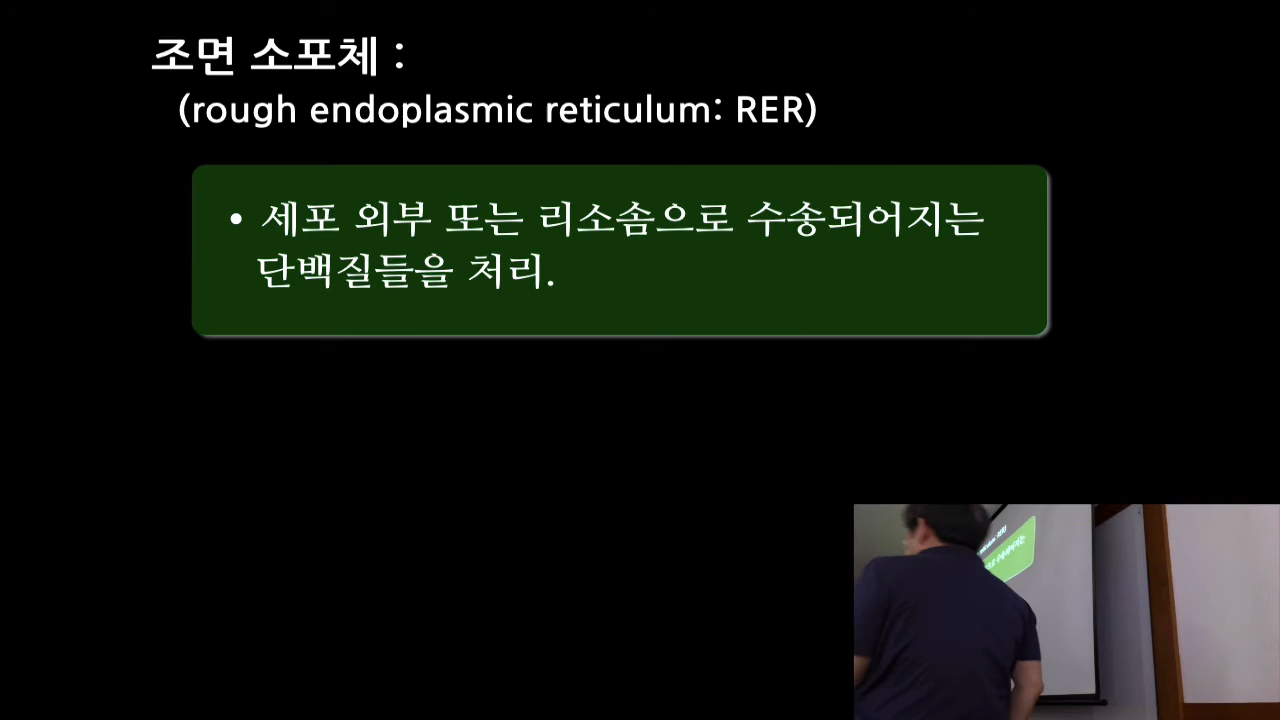 조면 소포체 :
(rough endoplasmic reticulum: RER)
• 세포 외부 또는 리소솜으로 수송되어지는
단백질들을 처리.